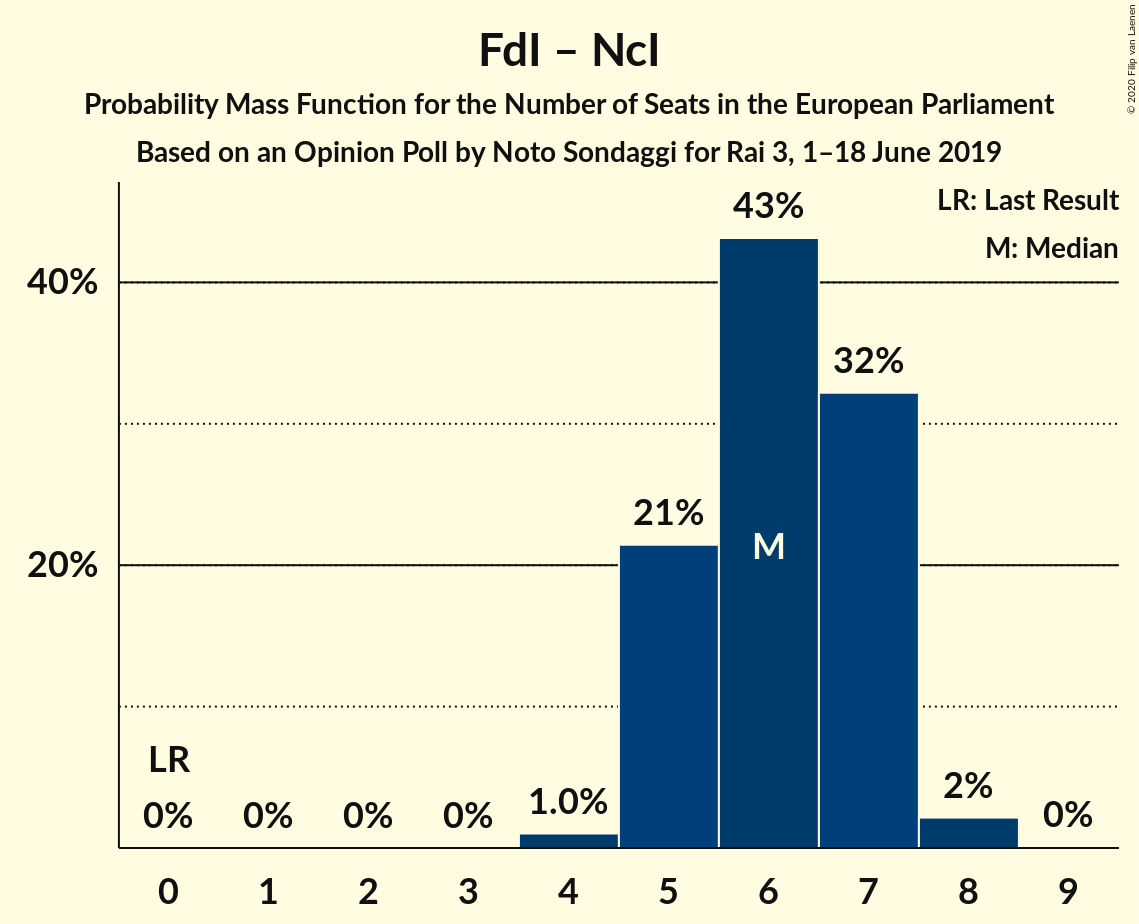 FdI – NcI
Probability Mass Function for the Number of Seats in the European Parliament
Based on an Opinion Poll by Noto Sondaggi for Rai 3, 1–18 June 2019
© 2020 Filip van Laenen
LR: Last Result
M: Median
40%
20%
LR
0%
0%
0%
0%
1.0%
21%
43%
M
32%
2%
0%
0 1 2 3 4 5 6 7 8 9